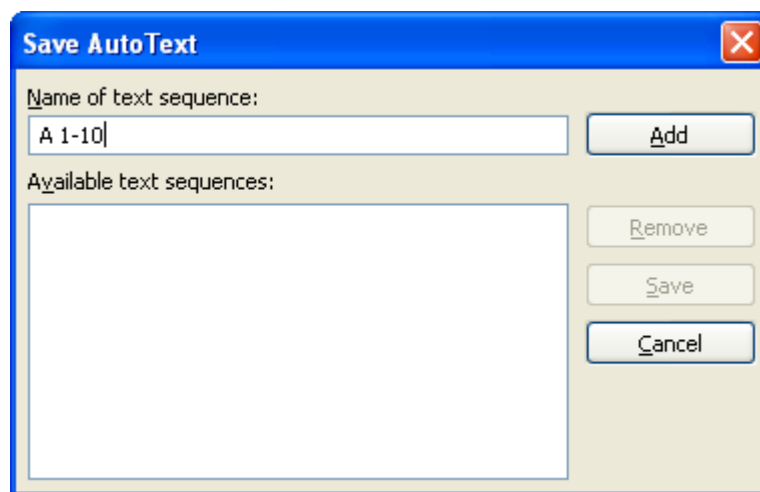 Save AutoText
Name of text sequence:
A 1-10
Add
Available text sequences:
Remove
Save
Cancel